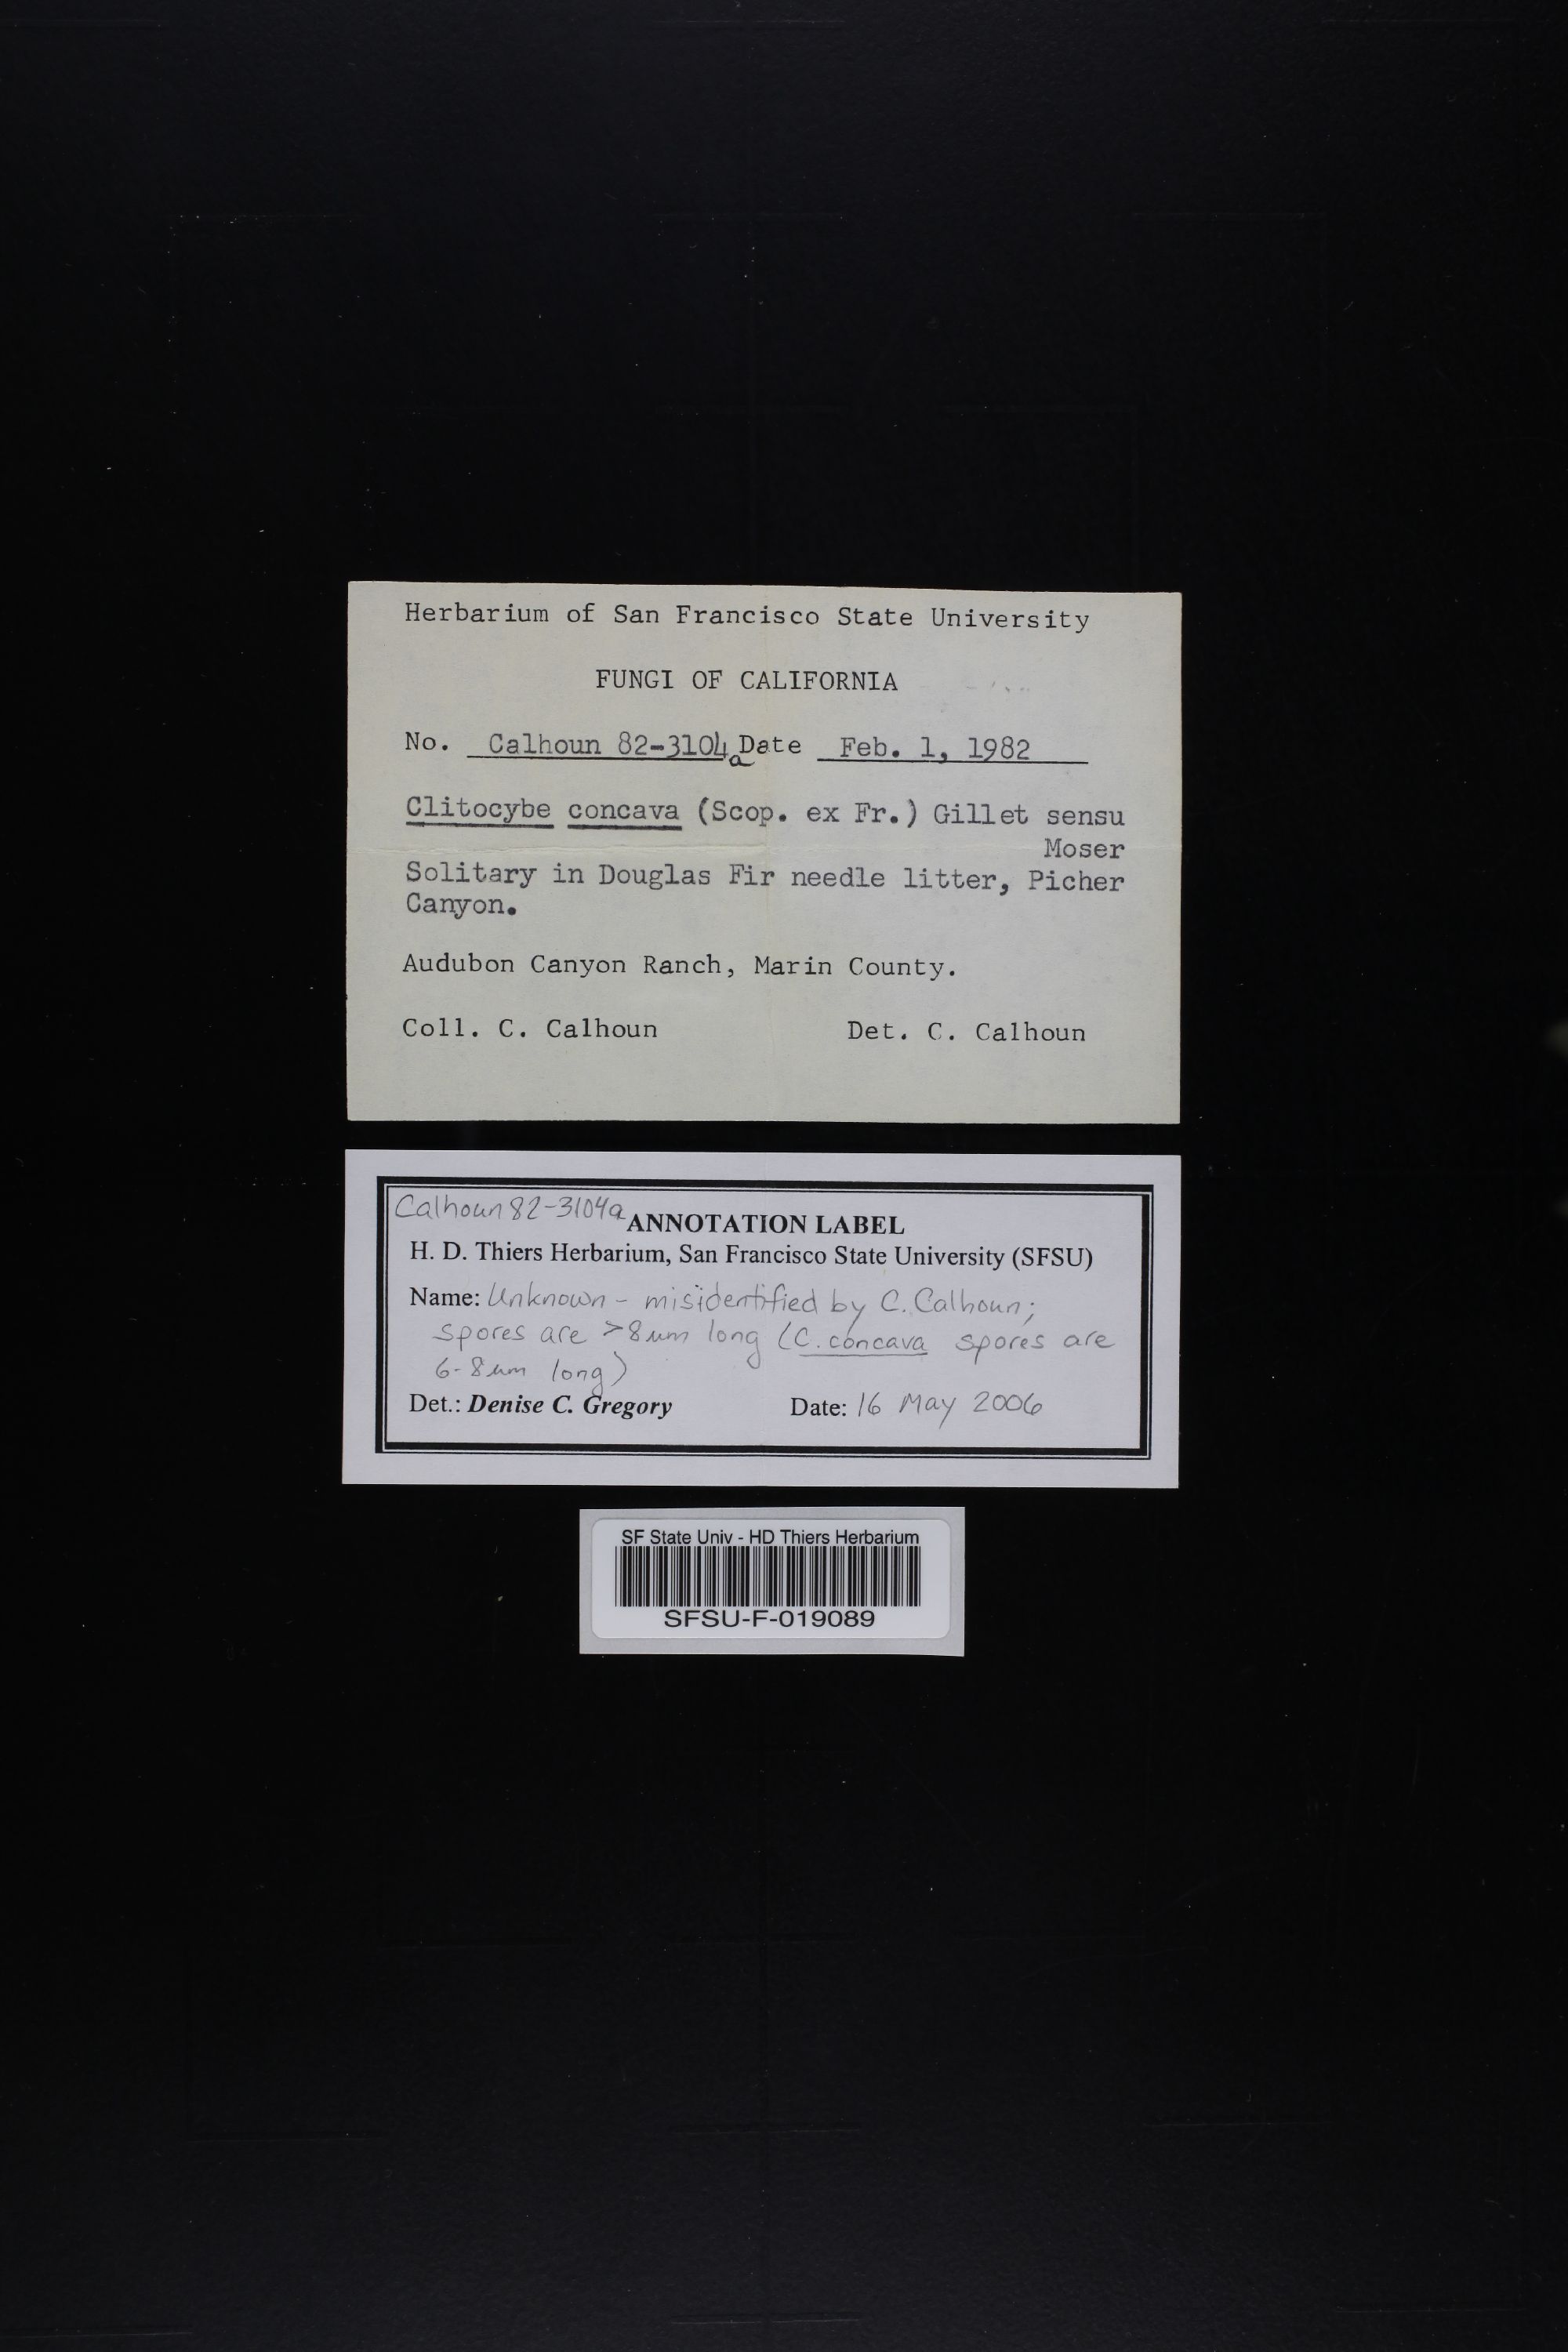 Herbarium of San Francisco State University
FUNGI OF CALIFORNIA
No. Calhoun 82-3104a Date Feb. 1, 1982
Clitocybe concava (Scop. ex Fr.) Gillet sensu
Moser
Solitary in Douglas Fir needle litter, Picher
Canyon.
Audubon Canyon Ranch, Marin County.
Coll. C. Calhoun Det. C. Calhoun
Calhoun 82-3104a
ANNOTATION LABEL
H. D. Thiers Herbarium, San Francisco State University (SFSU)
Name: Unknown - misidentified by C. Calhoun;
spores are >8 um long (C. concava spores are
6-8um long)
Det.: Denise C. Gregory Date: 16 May 2006
SF State Univ - HD Thiers Herbarium
SFSU-F-019089